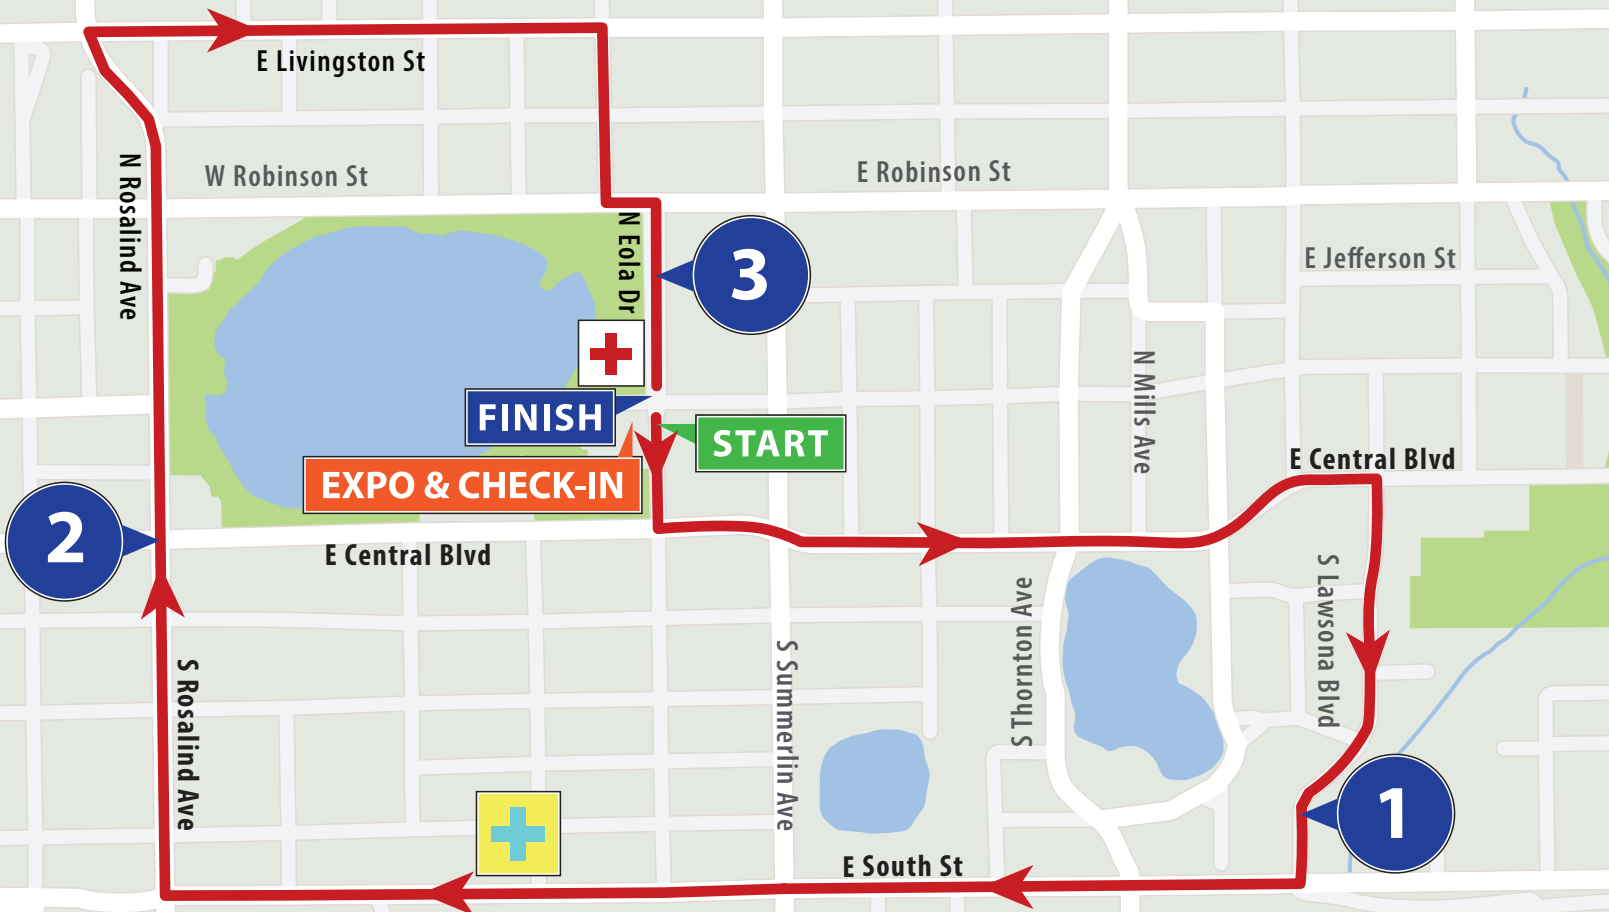 E Livingston St
N Rosalind Ave
W Robinson St
E Robinson St
N Eola Dr
3
E Jefferson St
N Mills Ave
FINISH
START
EXPO & CHECK-IN
E Central Blvd
2
E Central Blvd
S Lawsona Blvd
S Thornton Ave
S Summerlin Ave
S Rosalind Ave
1
E South St